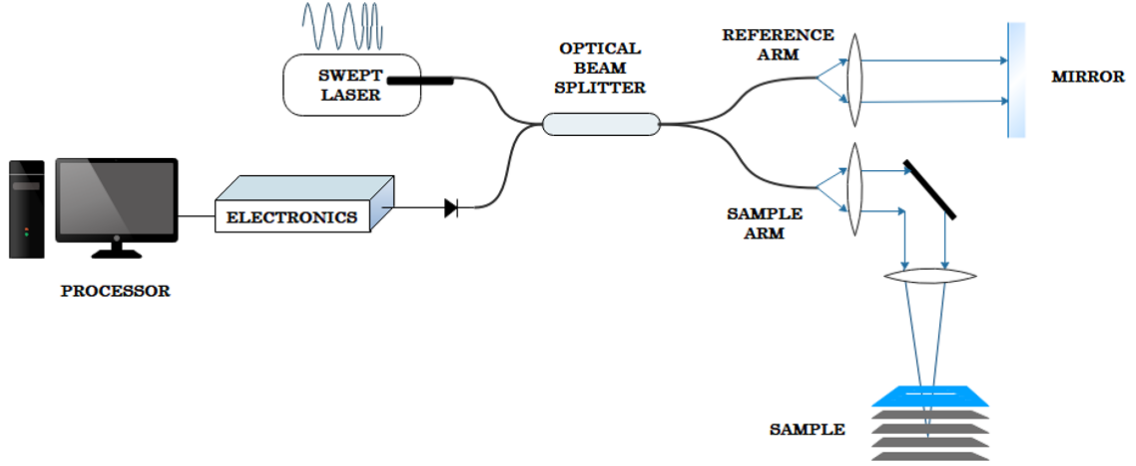 SWEPT
LASER
OPTICAL
BEAM
SPLITTER
REFERENCE
ARM
MIRROR
ELECTRONICS
SAMPLE
ARM
PROCESSOR
SAMPLE